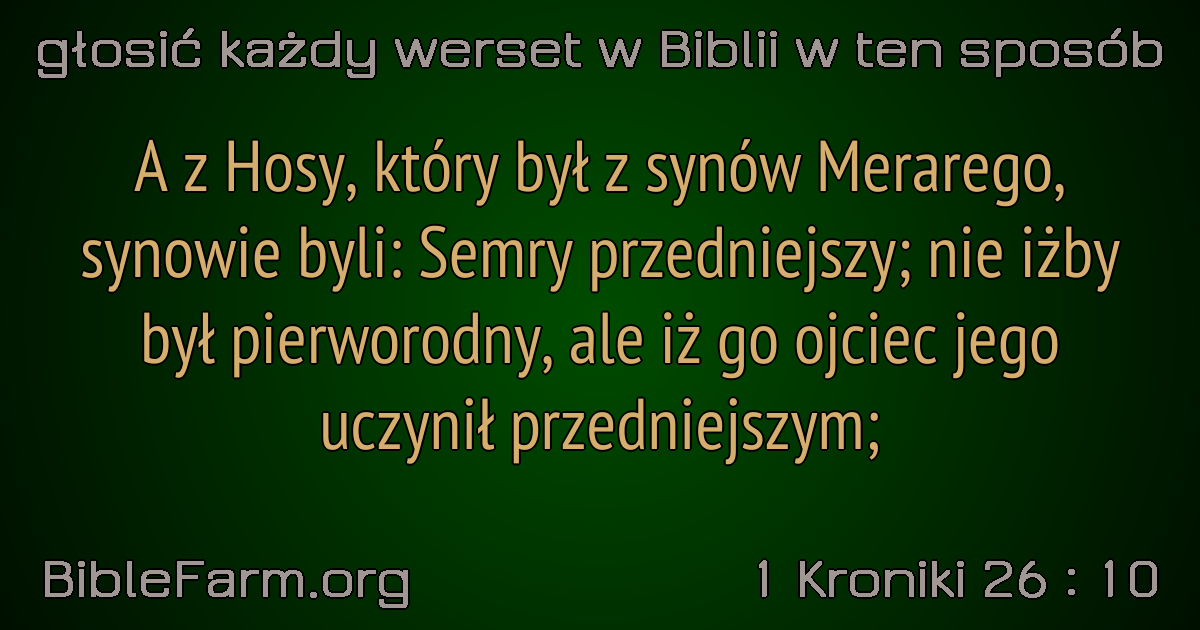 głosić każdy werset w Biblii w ten sposób
A z Hosy, który był z synów Merarego,
synowie byli: Semry przedniejszy; nie iżby
był pierworodny, ale iż go ojciec jego
uczynił przedniejszym;
BibleFarm.org
1 Kroniki 26 : 10